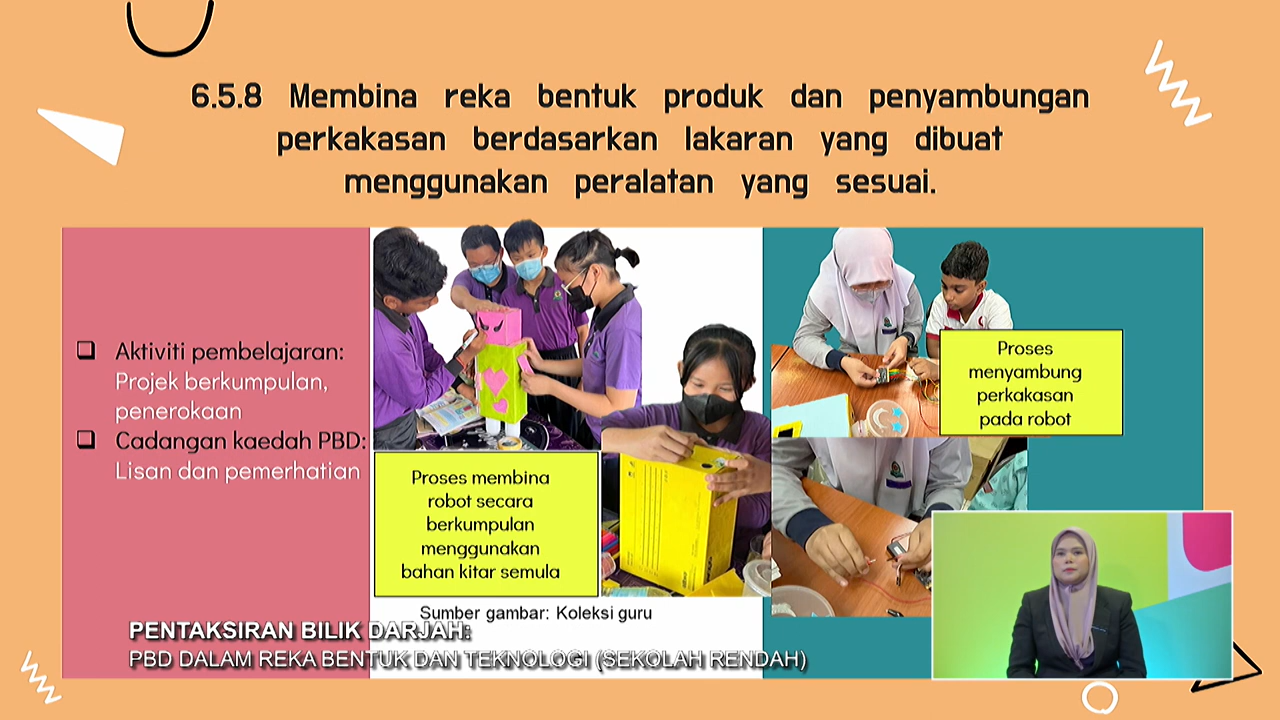 6.5.8 Membina reka bentuk produk dan penyambungan
perkakasan berdasarkan lakaran yang dibuat
menggunakan peralatan yang sesuai.
Aktiviti pembelajaran:
Projek berkumpulan,
penerokaan
Cadangan kaedah PBD:
Lisan dan pemerhatian
Proses membina
robot secara
berkumpulan
menggunakan
bahan kitar semula
Proses
menyambung
perkakasan
pada robot
Sumber gambar: Koleksi guru
PENTAKSIRAN BILIK DARJAH:
PBD DALAM REKA BENTUK DAN TEKNOLOGI (SEKOLAH RENDAH)